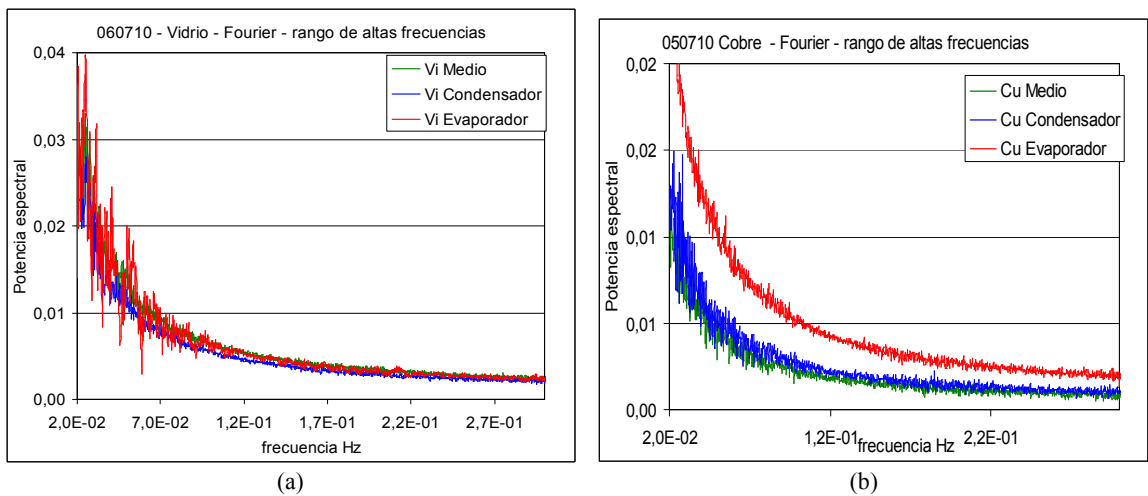 060710 - Vidrio - Fourier - rango de altas frecuencias
Vi Medio
Vi Condensador
Vi Evaporador
Potencia espectral
0,04
0,03
0,02
0,01
0,00
2,0E-02 7,0E-02 1,2E-01 1,7E-01 2,2E-01 2,7E-01
frecuencia Hz
(a)
050710 Cobre - Fourier - rango de altas frecuencias
Cu Medio
Cu Condensador
Cu Evaporador
Potencia espectral
0,02
0,02
0,01
0,01
0,00
2,0E-02 1,2E-01 2,2E-01
frecuencia Hz
(b)